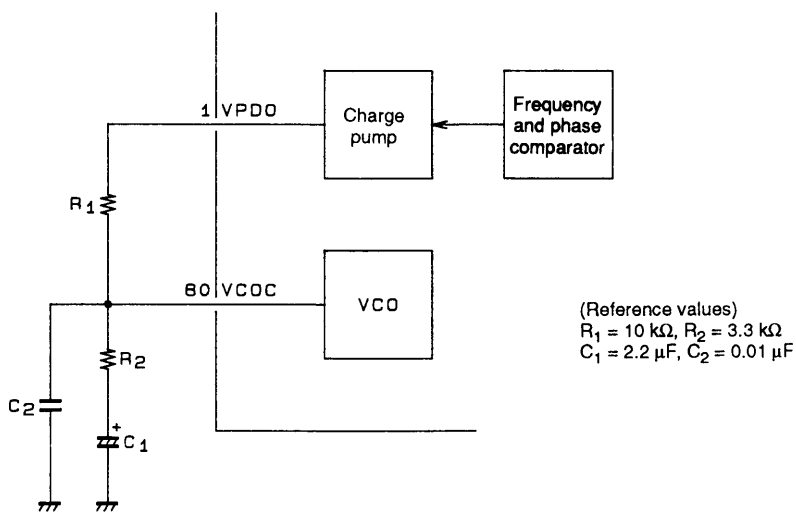 1 VPDO
Charge
pump
Frequency
and phase
comparator
R1
80 VCOC
VCO
R2
C2
+
C1
(Reference values)
R1 = 10 kΩ, R2 = 3.3 kΩ
C1 = 2.2 μF, C2 = 0.01 μF